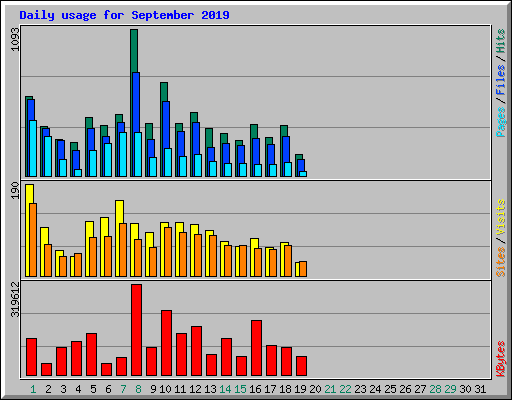 Daily usage for September 2019
1093
Pages / Files / Hits
190
Sites / Visits
319612
KBytes
1 2 3 4 5 6 7 8 9 10 11 12 13 14 15 16 17 18 19 20 21 22 23 24 25 26 27 28 29 30 31